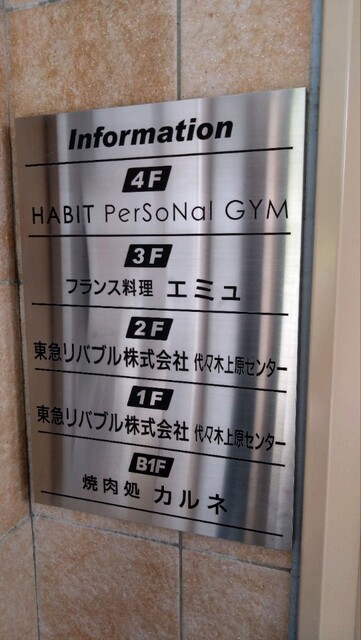 Information
4F
HABIT PerSoNal GYM
3F
フランス料理 エミュ
2F
東急リバブル株式会社 代々木上原センター
1F
東急リバブル株式会社 代々木上原センター
B1F
焼肉処 カルネ